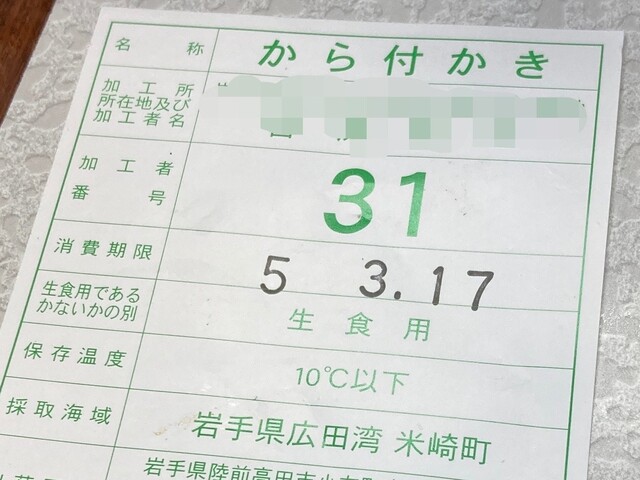 名称 から付かき
加工所
所在地及び
加工者名
加工者
番号
31
消費期限 5 3.17
生食用である
かないかの別
生食用
保存温度 10℃以下
採取海域 岩手県広田湾 米崎町
岩手県陸前高田市小友町